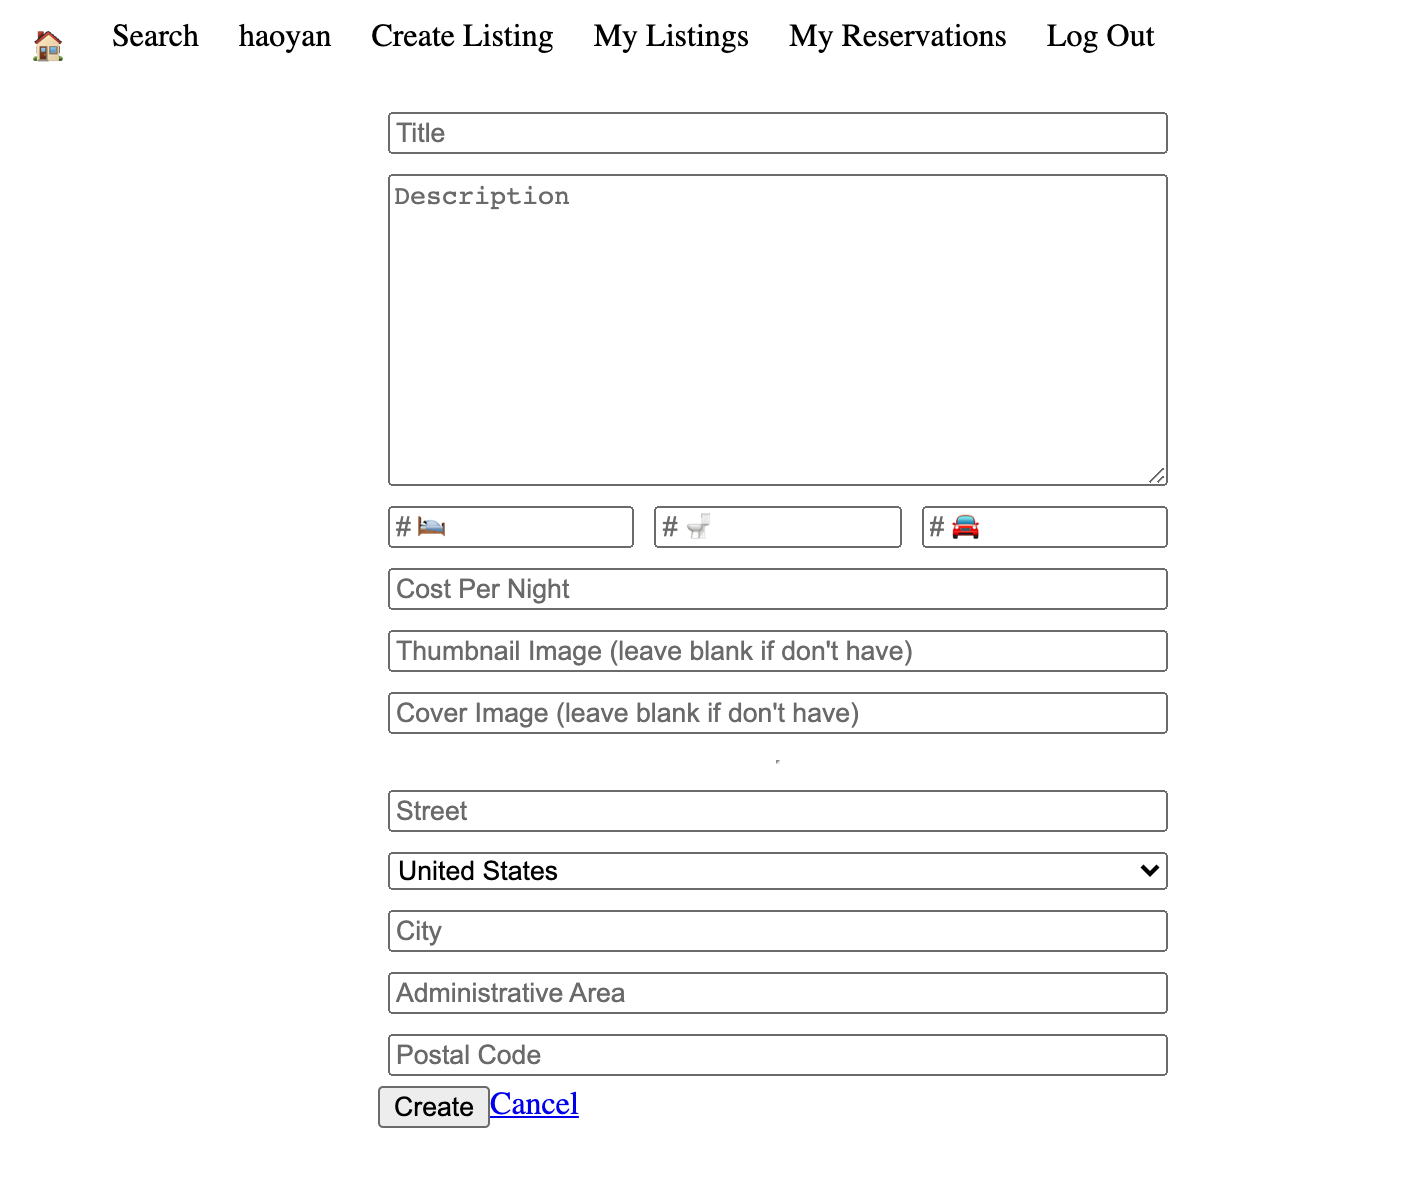 Search haoyan Create Listing My Listings My Reservations Log Out
Title
Description
# 🛌 # 🚽 # 🚘
Cost Per Night
Thumbnail Image (leave blank if don't have)
Cover Image (leave blank if don't have)
Street
United States
City
Administrative Area
Postal Code
Create Cancel